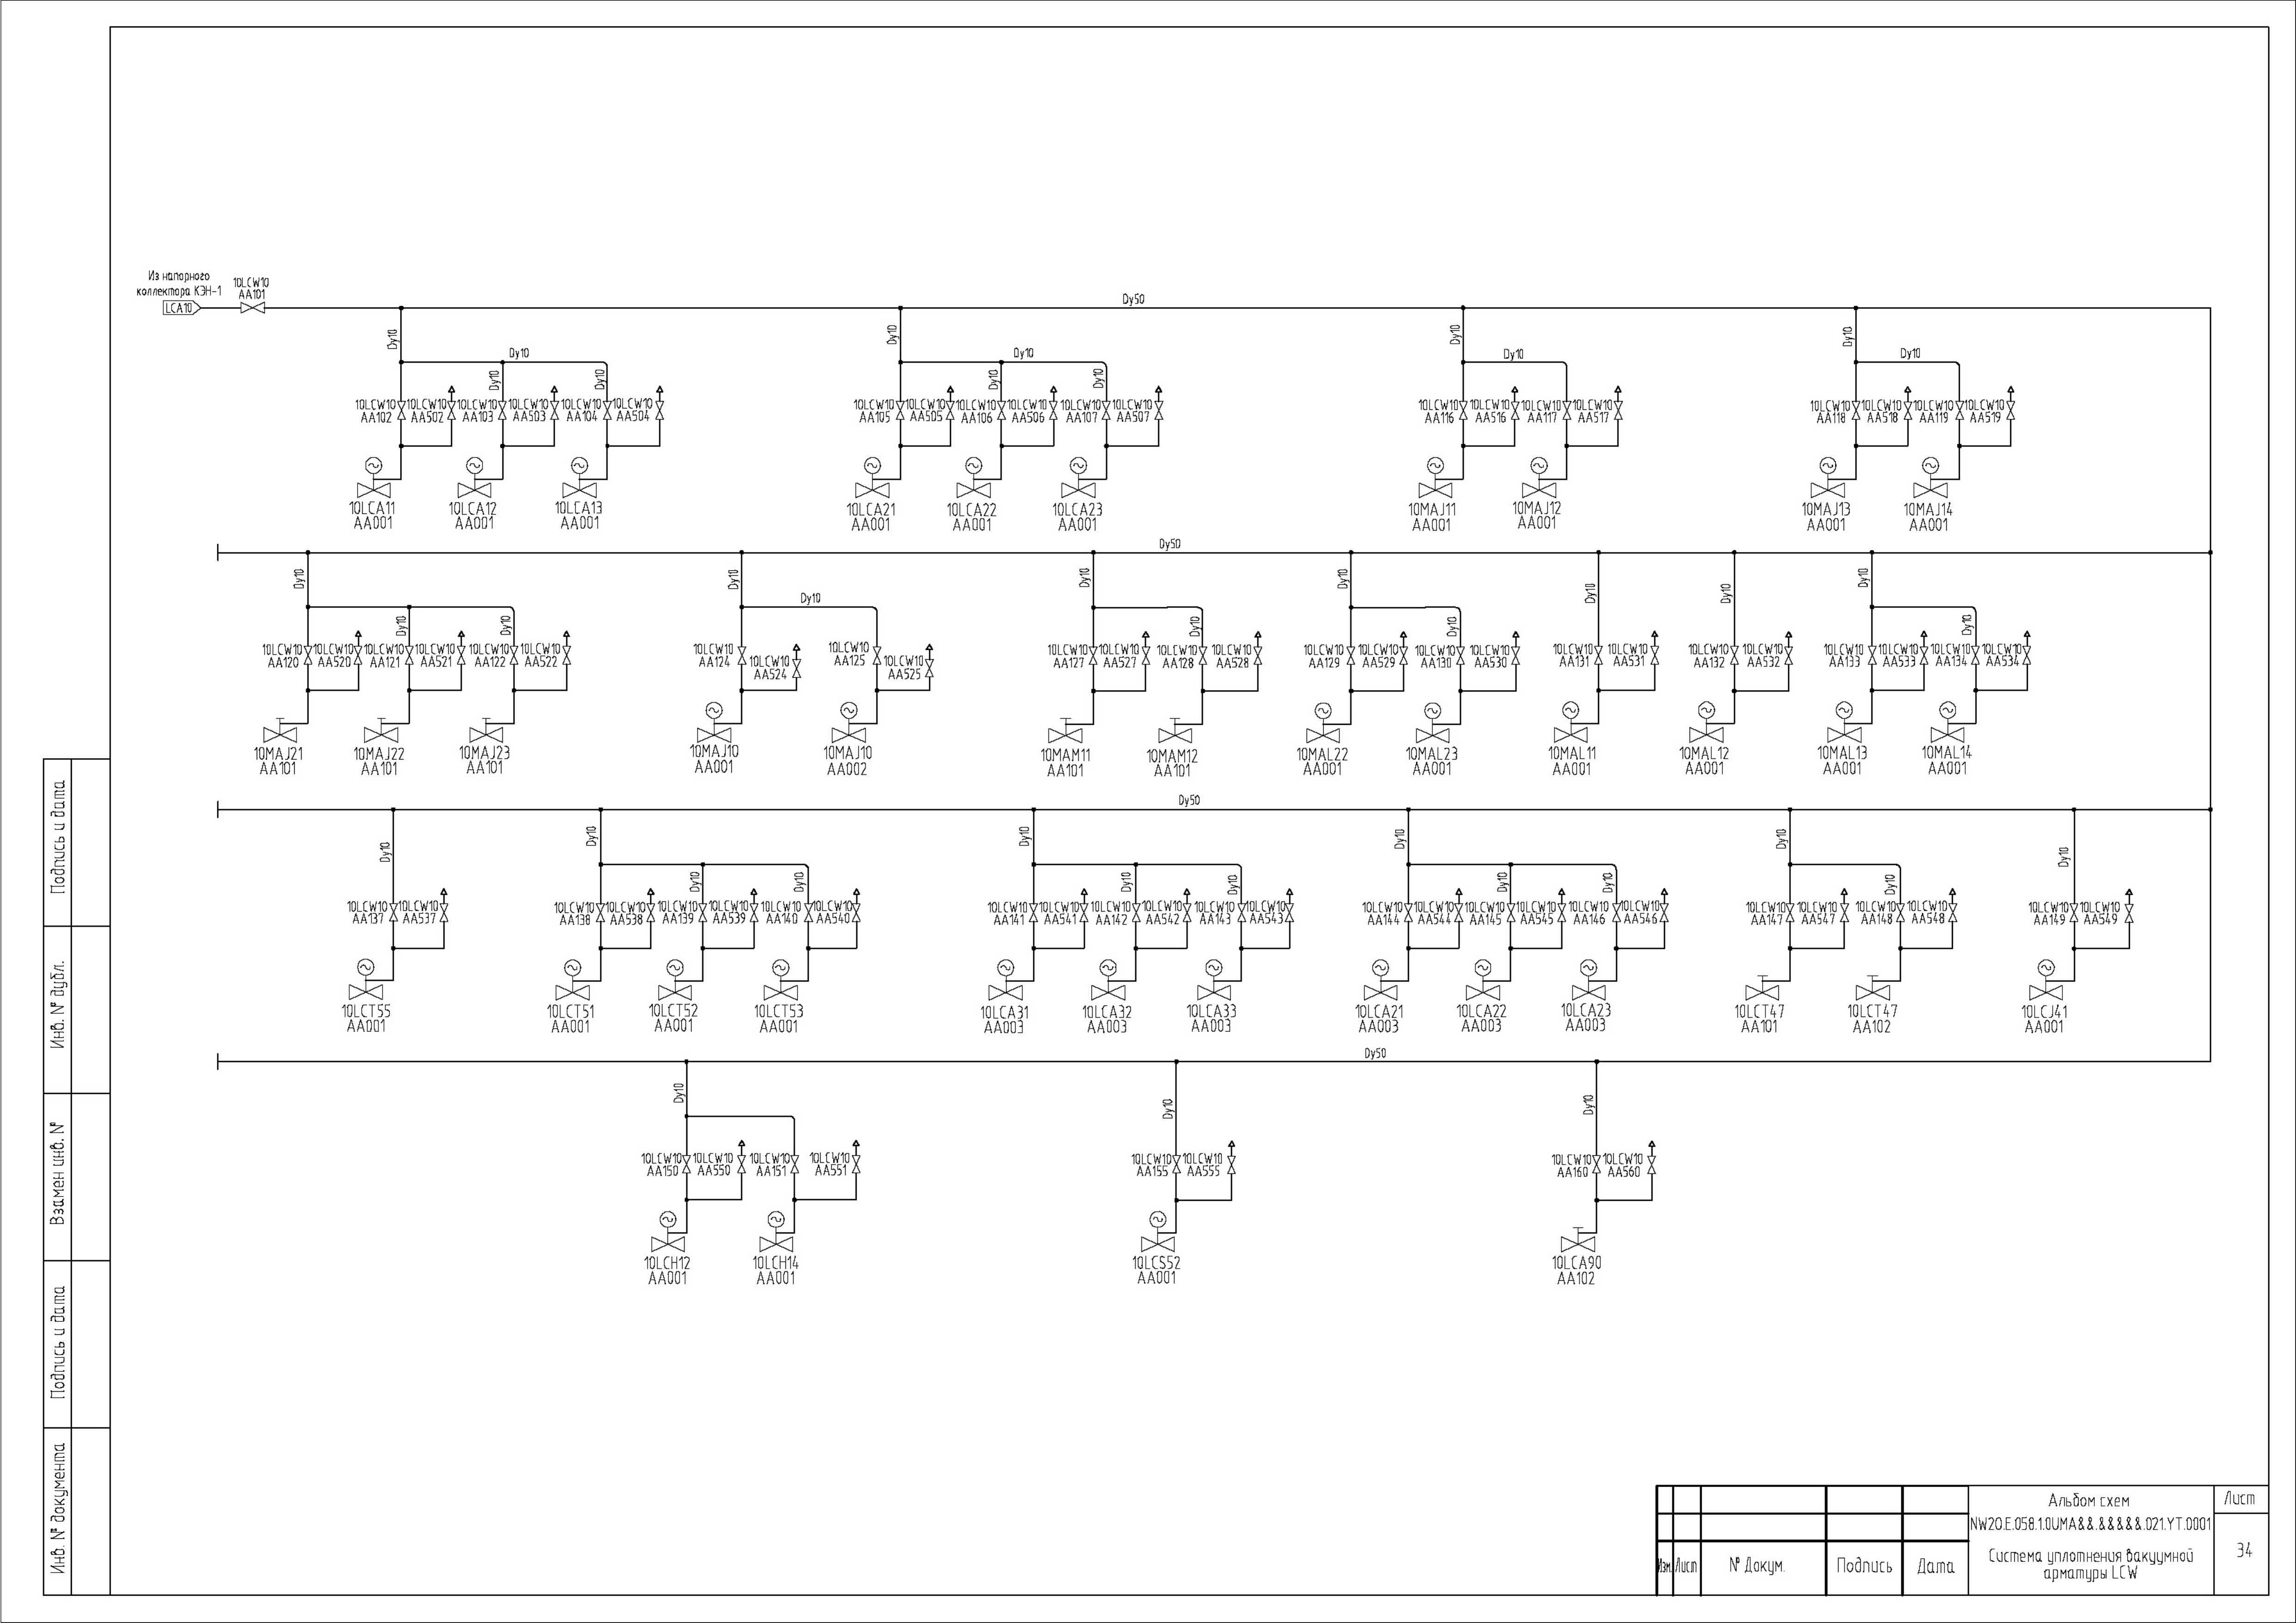 Из напорного
коллектора КЭН-1
LCA10
10LCW10
AA101
Dy50
Dy10
Dy10
Dy10
Dy10
Dy10
Dy10
Dy10
Dy10
Dy10
Dy10
Dy10
Dy10
10LCW10 10LCW10 10LCW10 10LCW10 10LCW10 10LCW10
AA102 AA502 AA103 AA503 AA104 AA504
10LCW10 10LCW10 10LCW10 10LCW10 10LCW10 10LCW10
AA105 AA505 AA106 AA506 AA107 AA507
10LCW10 10LCW10 10LCW10 10LCW10
AA116 AA516 AA117 AA517
10LCW10 10LCW10 10LCW10 10LCW10
AA118 AA518 AA119 AA519
10LCA11
AA001
10LCA12
AA001
10LCA13
AA001
10LCA21
AA001
10LCA22
AA001
10LCA23
AA001
10MAJ11
AA001
10MAJ12
AA001
10MAJ13
AA001
10MAJ14
AA001
Dy50
Dy10
Dy10
Dy10
Dy10
Dy10
Dy10
Dy10
Dy10
Dy10
Dy10
Dy10
Dy10
Dy10
10LCW10 10LCW10 10LCW10 10LCW10 10LCW10 10LCW10
AA120 AA520 AA121 AA521 AA122 AA522
10LCW10
AA124
10LCW10
AA524
10LCW10
AA125
10LCW10
AA525
10LCW10 10LCW10 10LCW10 10LCW10
AA127 AA527 AA128 AA528
10LCW10 10LCW10 10LCW10 10LCW10
AA129 AA529 AA130 AA530
10LCW10 10LCW10
AA131 AA531
10LCW10 10LCW10
AA132 AA532
10LCW10 10LCW10 10LCW10 10LCW10
AA133 AA533 AA134 AA534
10MAJ21
AA101
10MAJ22
AA101
10MAJ23
AA101
10MAJ10
AA001
10MAJ10
AA002
10MAM11
AA101
10MAM12
AA101
10MAL22
AA001
10MAL23
AA001
10MAL11
AA001
10MAL12
AA001
10MAL13
AA001
10MAL14
AA001
Dy50
Dy10
Dy10
Dy10
Dy10
Dy10
Dy10
Dy10
Dy10
Dy10
Dy10
Dy10
Dy10
Dy10
10LCW10 10LCW10
AA137 AA537
10LCW10 10LCW10 10LCW10 10LCW10 10LCW10 10LCW10
AA138 AA538 AA139 AA539 AA140 AA540
10LCW10 10LCW10 10LCW10 10LCW10 10LCW10 10LCW10
AA141 AA541 AA142 AA542 AA143 AA543
10LCW10 10LCW10 10LCW10 10LCW10 10LCW10 10LCW10
AA144 AA544 AA145 AA545 AA146 AA546
10LCW10 10LCW10 10LCW10 10LCW10
AA147 AA547 AA148 AA548
10LCW10 10LCW10
AA149 AA549
10LCT55
AA001
10LCT51
AA001
10LCT52
AA001
10LCT53
AA001
10LCA31
AA003
10LCA32
AA003
10LCA33
AA003
10LCA21
AA003
10LCA22
AA003
10LCA23
AA003
10LCT47
AA101
10LCT47
AA102
10LCJ41
AA001
Dy50
Dy10
Dy10
Dy10
10LCW10 10LCW10 10LCW10 10LCW10
AA150 AA550 AA151 AA551
10LCW10 10LCW10
AA155 AA555
10LCW10 10LCW10
AA160 AA560
10LCH12
AA001
10LCH14
AA001
10LCS52
AA001
10LCA90
AA102
Подпись и дата
Инв. № дубл.
Взамен инв. №
Подпись и дата
Инв. № документа
Изм. Лист № Докум. Подпись Дата
Альбом схем
NW2O.E.058.1.0UMA&&.&&&&&.021.YT.0001
Система уплотнения вакуумной
арматуры LCW
Лист
34